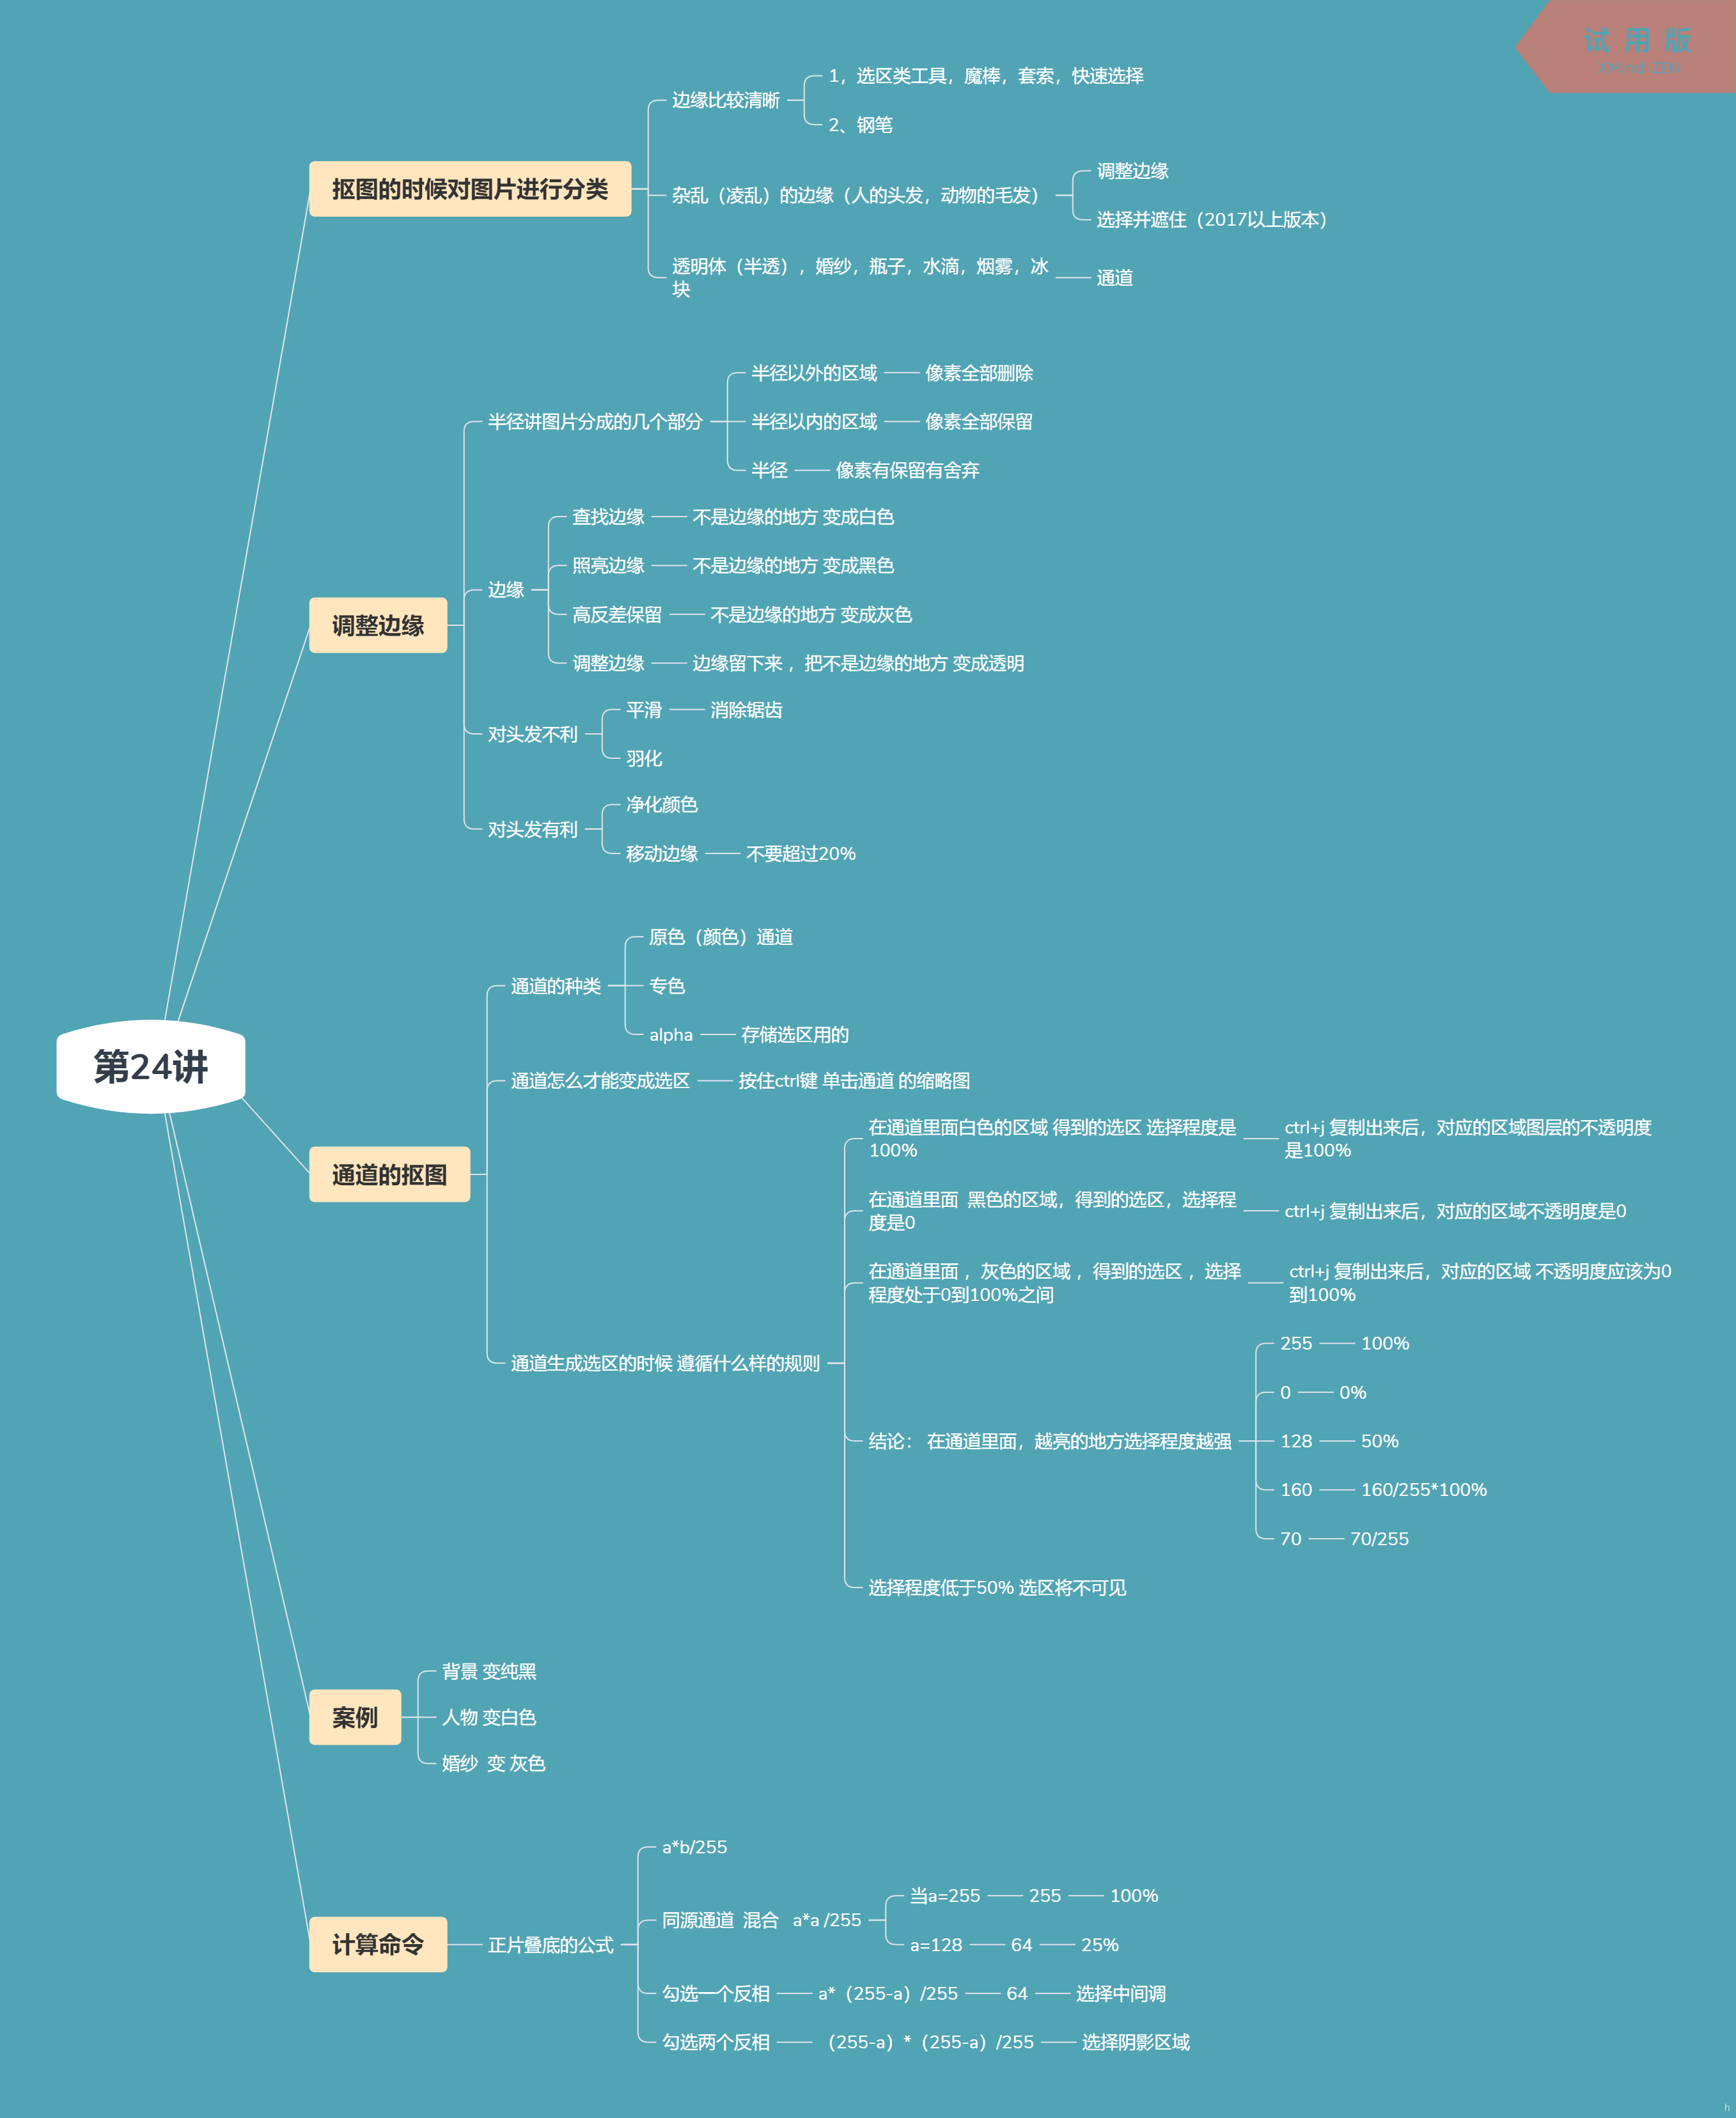 试 用 版
XMind:ZEN
第24讲
抠图的时候对图片进行分类
边缘比较清晰
1，选区类工具，魔棒，套索，快速选择
2、钢笔
杂乱（凌乱）的边缘（人的头发，动物的毛发）
调整边缘
选择并遮住（2017以上版本）
透明体（半透），婚纱，瓶子，水滴，烟雾，冰
块
通道
调整边缘
半径讲图片分成的几个部分
半径以外的区域
像素全部删除
半径以内的区域
像素全部保留
半径
像素有保留有舍弃
边缘
查找边缘
不是边缘的地方 变成白色
照亮边缘
不是边缘的地方 变成黑色
高反差保留
不是边缘的地方 变成灰色
调整边缘
边缘留下来 ，把不是边缘的地方 变成透明
对头发不利
平滑
消除锯齿
羽化
对头发有利
净化颜色
移动边缘
不要超过20%
通道的抠图
通道的种类
原色（颜色）通道
专色
alpha
存储选区用的
通道怎么才能变成选区
按住ctrl键 单击通道 的缩略图
通道生成选区的时候 遵循什么样的规则
在通道里面白色的区域 得到的选区 选择程度是
100%
ctrl+j 复制出来后，对应的区域图层的不透明度
是100%
在通道里面  黑色的区域，得到的选区，选择程
度是0
ctrl+j 复制出来后，对应的区域不透明度是0
在通道里面 ，灰色的区域 ，得到的选区 ，选择
程度处于0到100%之间
ctrl+j 复制出来后，对应的区域 不透明度应该为0
到100%
结论： 在通道里面，越亮的地方选择程度越强
255
100%
0
0%
128
50%
160
160/255*100%
70
70/255
选择程度低于50% 选区将不可见
案例
背景 变纯黑
人物 变白色
婚纱  变 灰色
计算命令
正片叠底的公式
a*b/255
同源通道  混合   a*a /255
当a=255
255
100%
a=128
64
25%
勾选一个反相
a*（255-a）/255
64
选择中间调
勾选两个反相
（255-a）*（255-a）/255
选择阴影区域
h